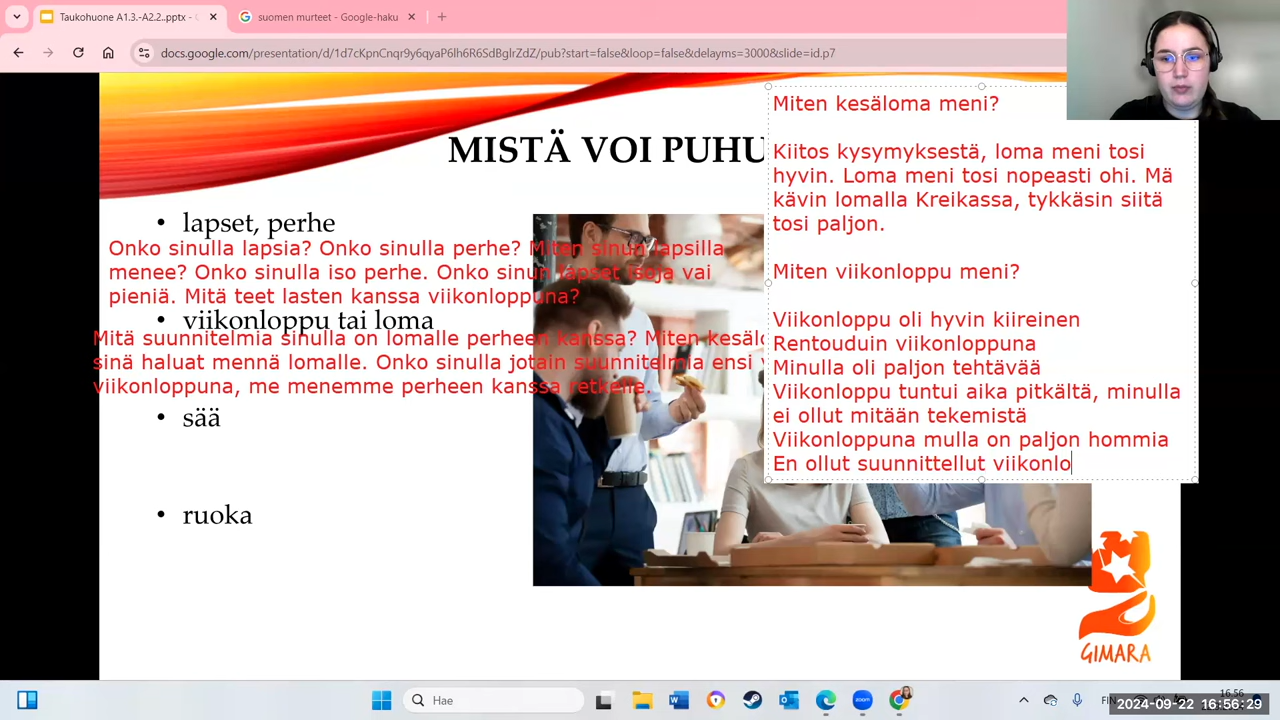 Taukohuone A1.3.-A2.2..pptx -
suomen murteet - Google-haku
docs.google.com/presentation/d/1d7cKpnCnqr9y6qyaP6lh6R6SdBglrZdZ/pub?start=false&loop=false&delayms=3000&slide=id.p7
MISTÄ VOI PUHU
• lapset, perhe
Onko sinulla lapsia? Onko sinulla perhe? Miten sinun lapsilla
menee? Onko sinulla iso perhe. Onko sinun lapset isoja vai
pieniä. Mitä teet lasten kanssa viikonloppuna?
• viikonloppu tai loma
Mitä suunnitelmia sinulla on lomalle perheen kanssa? Miten kesälo
sinä haluat mennä lomalle. Onko sinulla jotain suunnitelmia ensi v
viikonloppuna, me menemme perheen kanssa retkelle.
• sää
• ruoka
Miten kesäloma meni?
Kiitos kysymyksestä, loma meni tosi
hyvin. Loma meni tosi nopeasti ohi. Mä
kävin lomalla Kreikassa, tykkäsin siitä
tosi paljon.
Miten viikonloppu meni?
Viikonloppu oli hyvin kiireinen
Rentouduin viikonloppuna
Minulla oli paljon tehtävää
Viikonloppu tuntui aika pitkältä, minulla
ei ollut mitään tekemistä
Viikonloppuna mulla on paljon hommia
En ollut suunnittellut viikonlo
GIMARA
Hae
FIN
16.56
2024-09-22 16:56:29